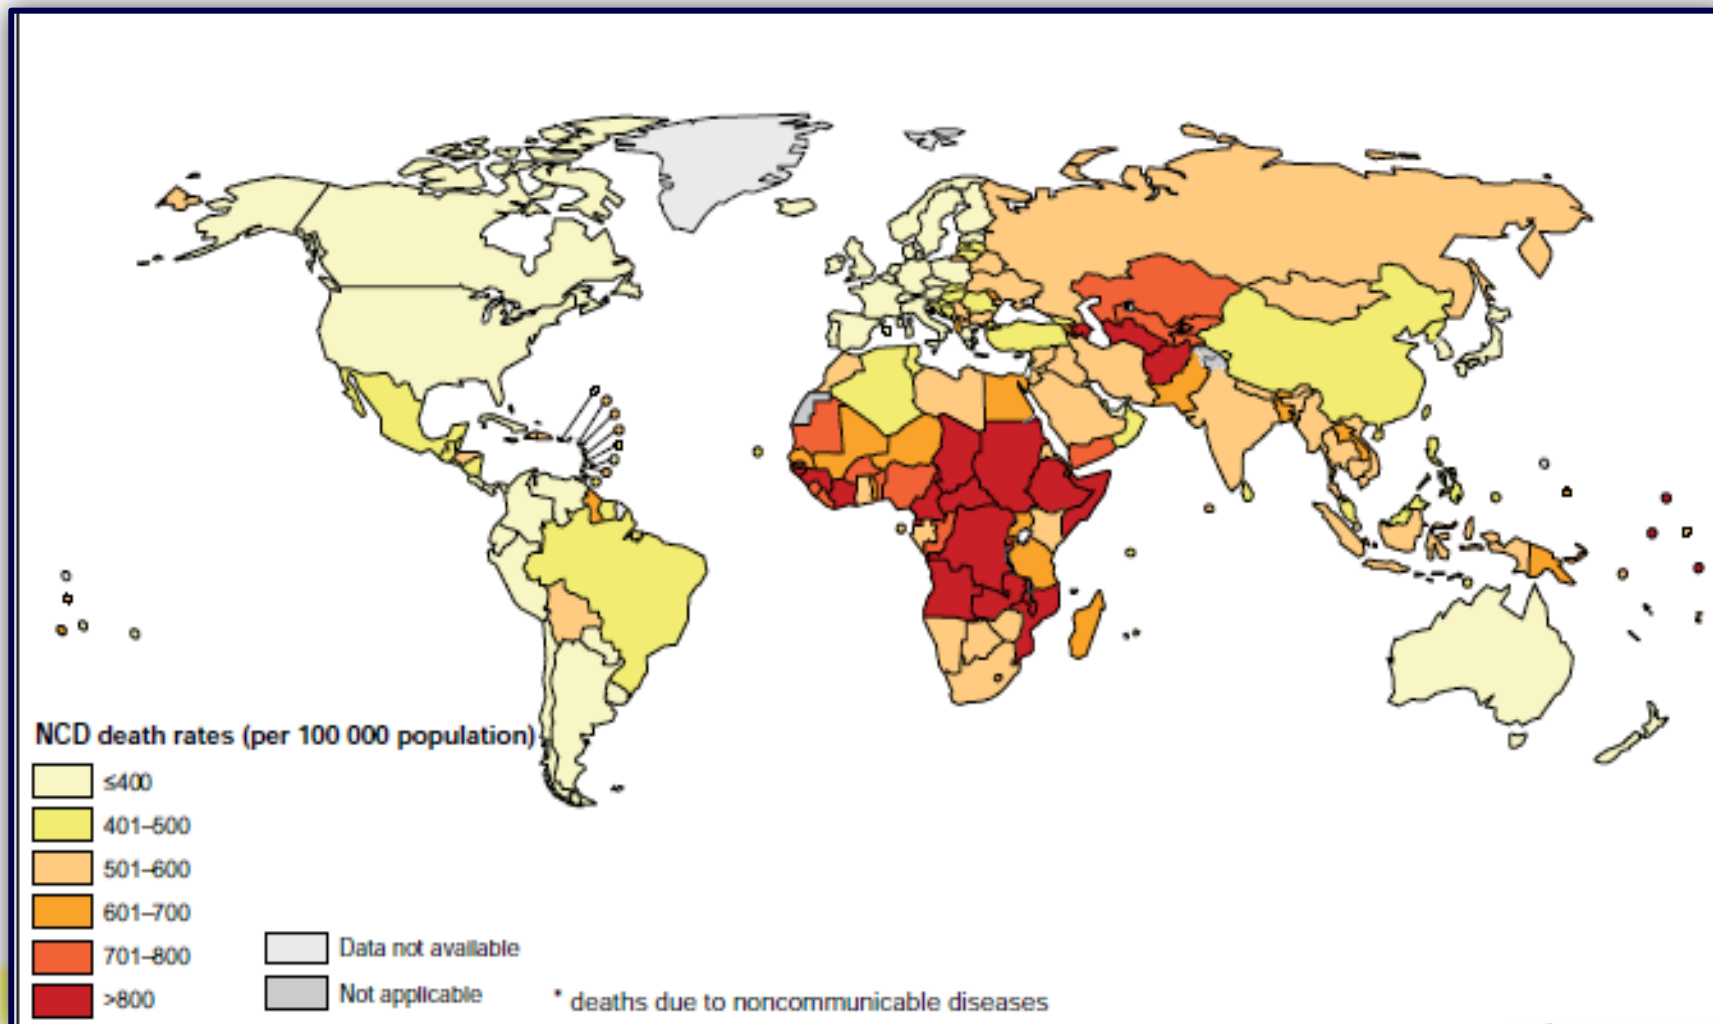 NCD death rates (per 100 000 population)
≤400
401–500
501–600
601–700
701–800
>800
Data not available
Not applicable
* deaths due to noncommunicable diseases